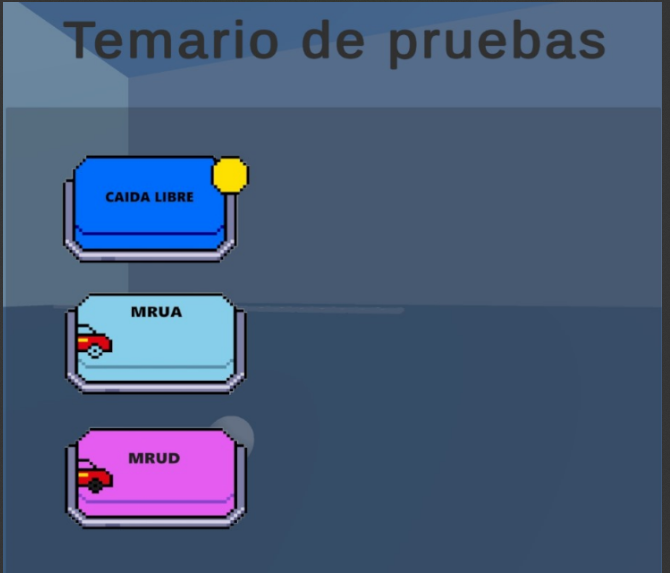 Temario de pruebas
CAIDA LIBRE
MRUA
MRUD